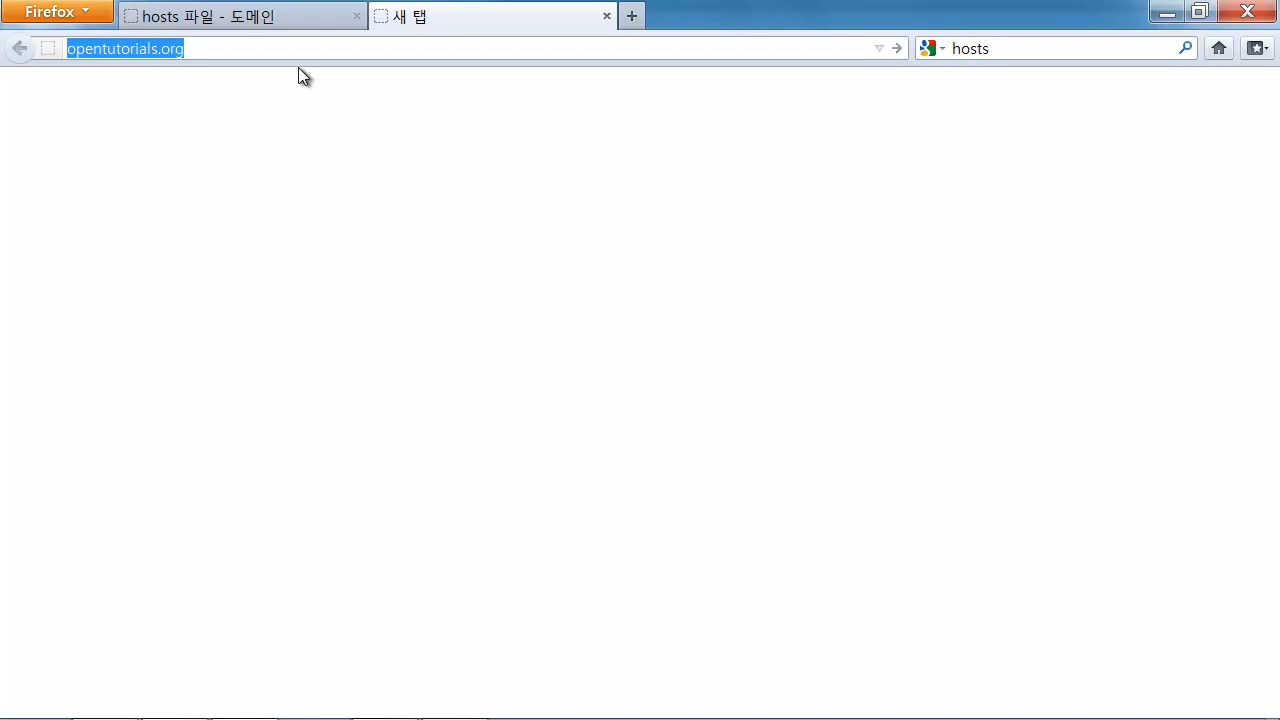 Firefox
hosts 파일 - 도메인
새 탭
opentutorials.org
hosts